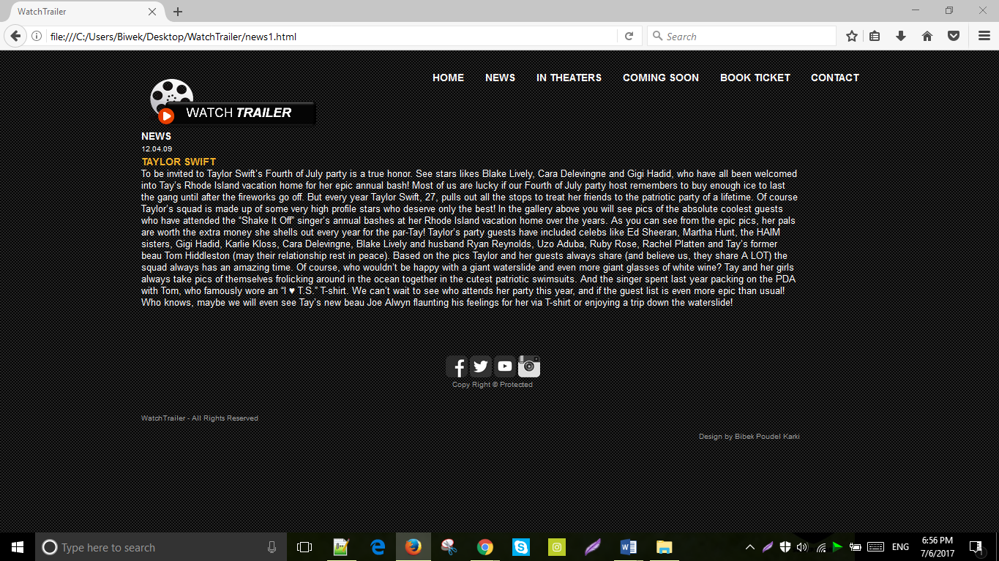 WatchTrailer
file:///C:/Users/Biwek/Desktop/WatchTrailer/news1.html
Search
HOME NEWS IN THEATERS COMING SOON BOOK TICKET CONTACT
WATCH TRAILER
NEWS
12.04.09
TAYLOR SWIFT
To be invited to Taylor Swift’s Fourth of July party is a true honor. See stars likes Blake Lively, Cara Delevingne and Gigi Hadid, who have all been welcomed
into Tay’s Rhode Island vacation home for her epic annual bash! Most of us are lucky if our Fourth of July party host remembers to buy enough ice to last
the gang until after the fireworks go off. But every year Taylor Swift, 27, pulls out all the stops to treat her friends to the patriotic party of a lifetime. Of course
Taylor’s squad is made up of some very high profile stars who deserve only the best! In the gallery above you will see pics of the absolute coolest guests
who have attended the “Shake It Off” singer’s annual bashes at her Rhode Island vacation home over the years. As you can see from the epic pics, her pals
are worth the extra money she shells out every year for the par-Tay! Taylor’s party guests have included celebs like Ed Sheeran, Martha Hunt, the HAIM
sisters, Gigi Hadid, Karlie Kloss, Cara Delevingne, Blake Lively and husband Ryan Reynolds, Uzo Aduba, Ruby Rose, Rachel Platten and Tay’s former
beau Tom Hiddleston (may their relationship rest in peace). Based on the pics Taylor and her guests always share (and believe us, they share A LOT) the
squad always has an amazing time. Of course, who wouldn’t be happy with a giant waterslide and even more giant glasses of white wine? Tay and her girls
always take pics of themselves frolicking around in the ocean together in the cutest patriotic swimsuits. And the singer spent last year packing on the PDA
with Tom, who famously wore an “I ♥ T.S.” T-shirt. We can’t wait to see who attends her party this year, and if the guest list is even more epic than usual!
Who knows, maybe we will even see Tay’s new beau Joe Alwyn flaunting his feelings for her via T-shirt or enjoying a trip down the waterslide!
Copy Right © Protected
WatchTrailer - All Rights Reserved
Design by Bibek Poudel Karki
Type here to search
ENG
6:56 PM
7/6/2017
1